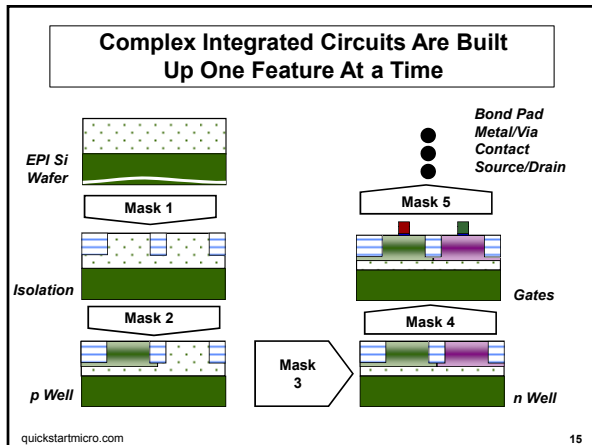 Complex Integrated Circuits Are Built
Up One Feature At a Time
EPI Si
Wafer
Mask 1
Isolation
Mask 2
p Well
Mask
3
n Well
Mask 4
Gates
Mask 5
Bond Pad
Metal/Via
Contact
Source/Drain
quickstartmicro.com
15